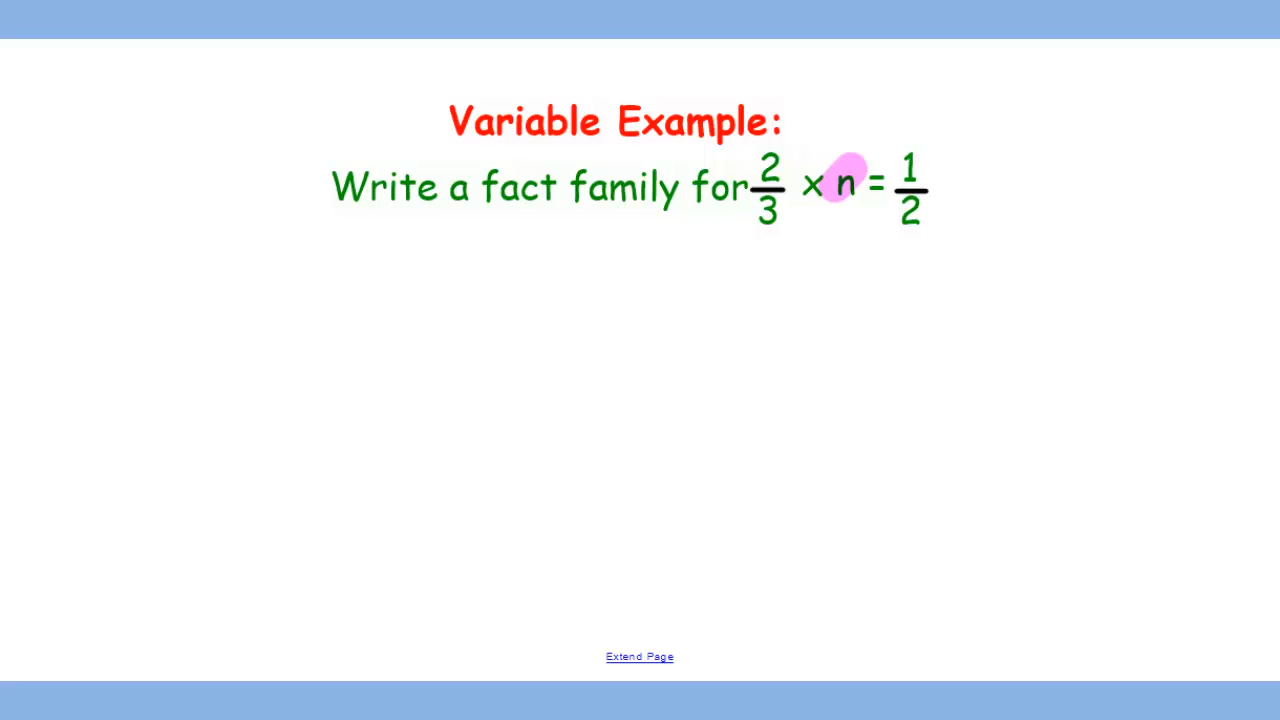 Variable Example:
Write a fact family for 2/3 x n = 1/2
Extend Page